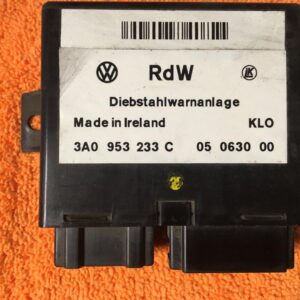 RdW
Diebstahlwarnanlage
Made in Ireland KLO
3A0 953 233 C 05 0630 00